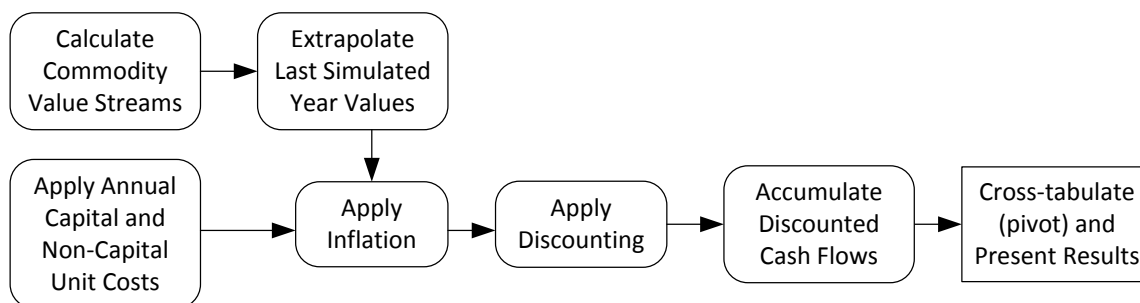 Calculate
Commodity
Value Streams
Extrapolate
Last Simulated
Year Values
Apply Annual
Capital and
Non-Capital
Unit Costs
Apply
Inflation
Apply
Discounting
Accumulate
Discounted
Cash Flows
Cross-tabulate
(pivot) and
Present Results